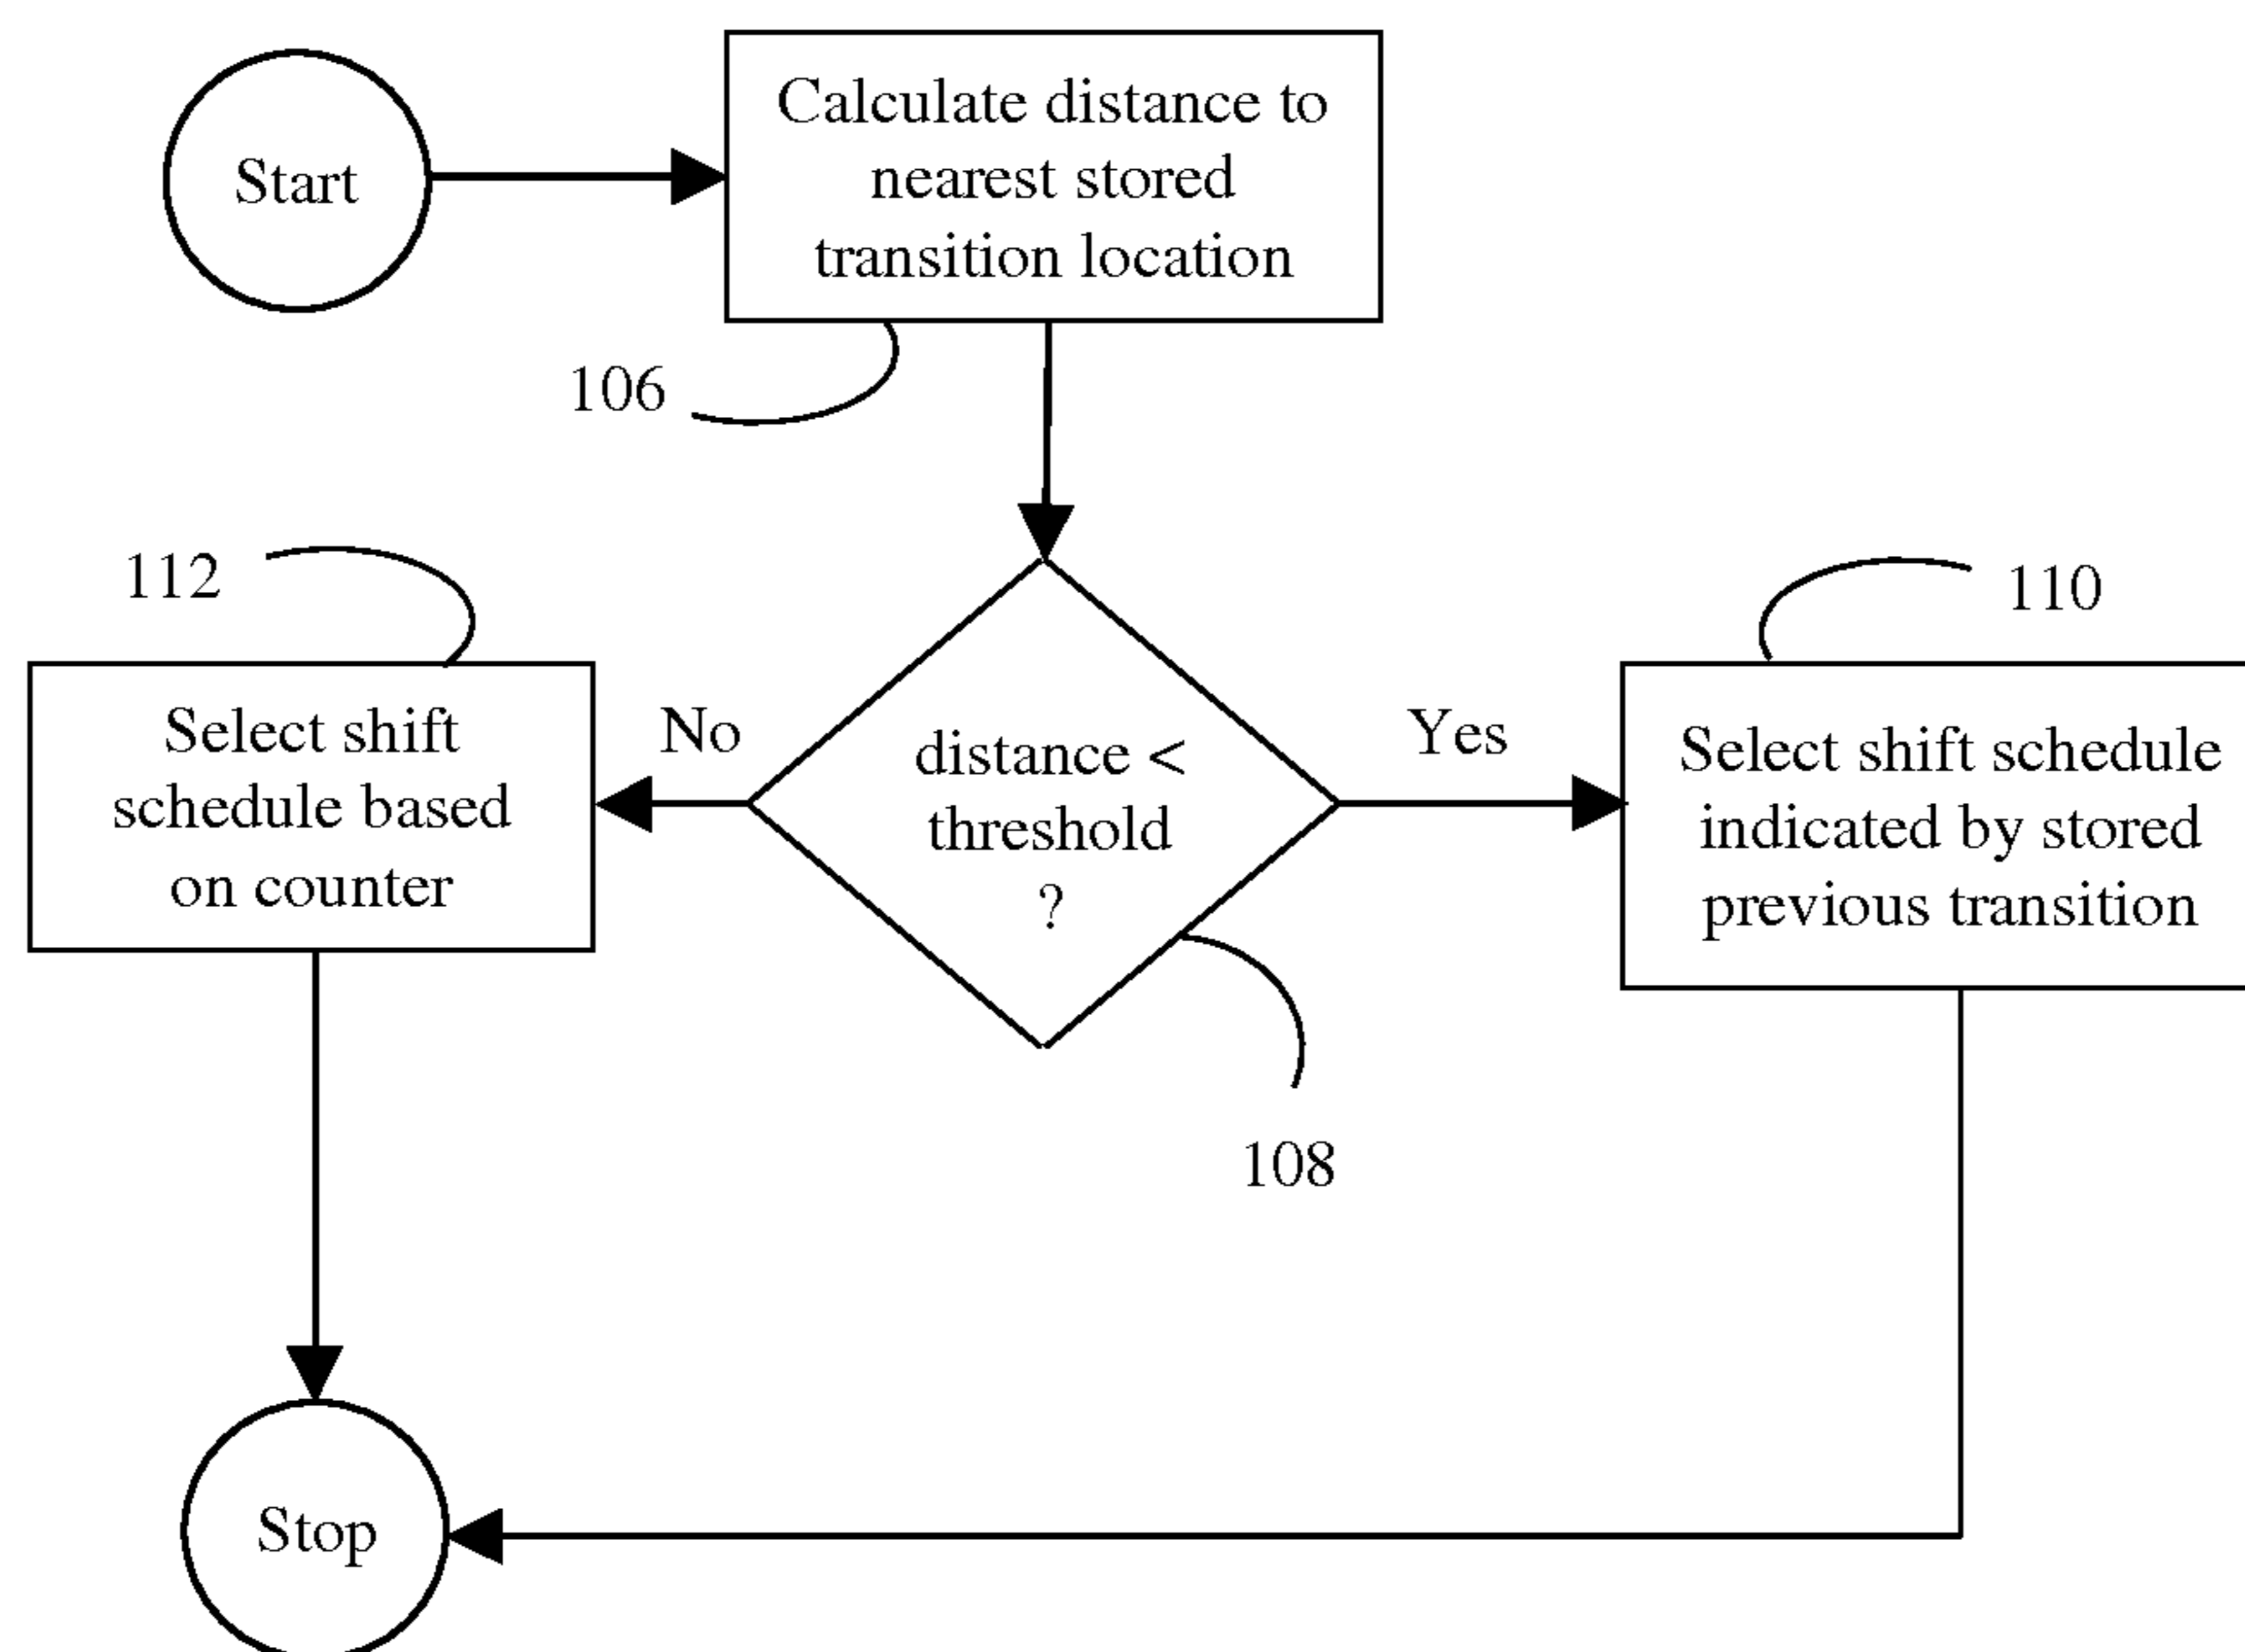 Start
Calculate distance to
nearest stored
transition location
106
112
110
Select shift
schedule based
on counter
No
distance <
threshold
?
Yes
Select shift schedule
indicated by stored
previous transition
108
Stop